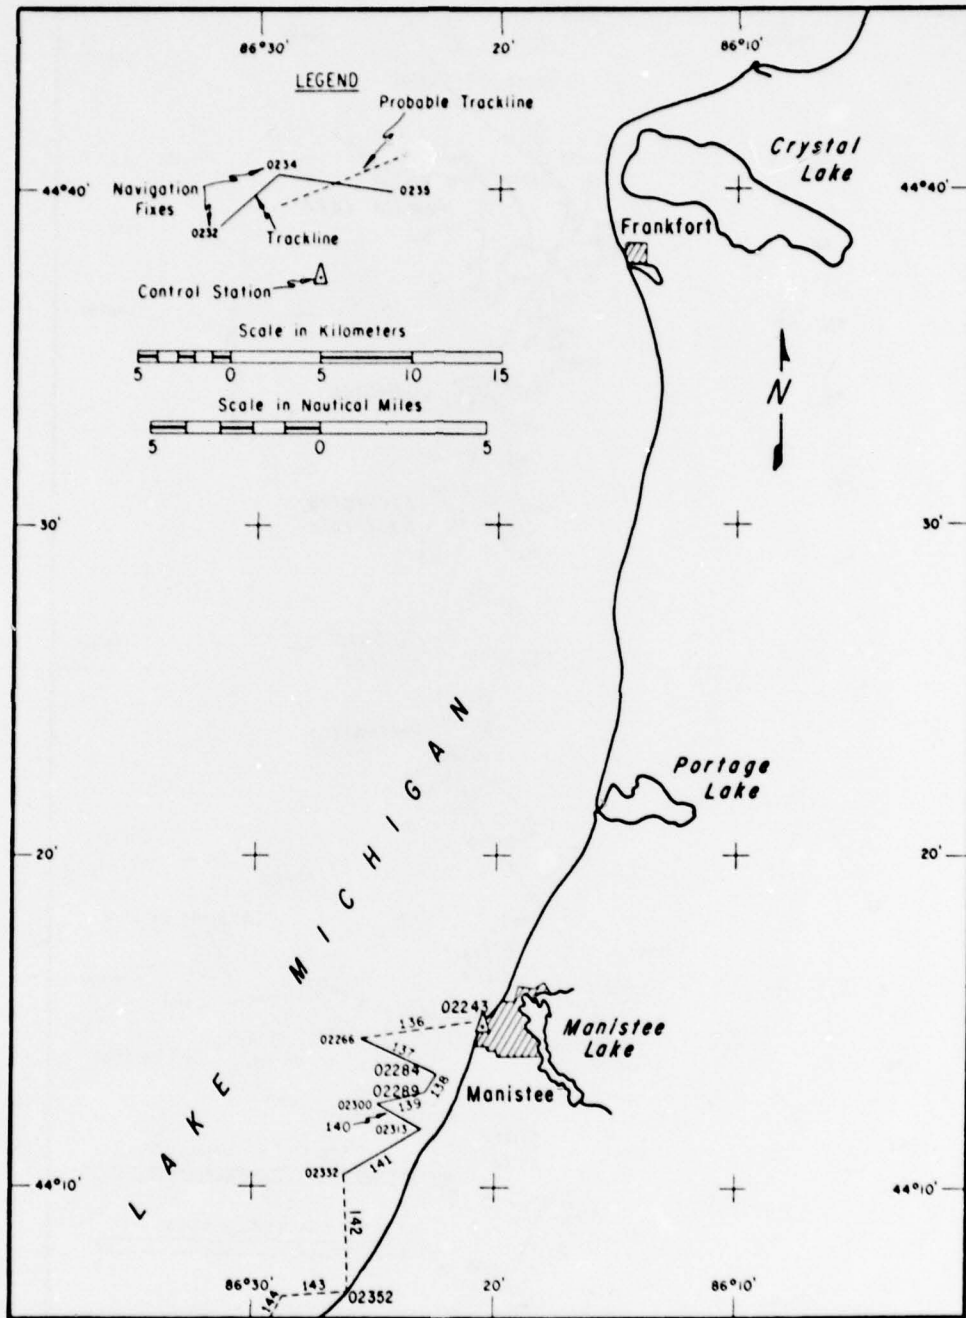 86°30' 20' 86°10'
LEGEND
Probable Trackline
0234
Navigation Fixes
0235
0232
Trackline
Control Station
Scale in Kilometers
5 0 5 10 15
Scale in Nautical Miles
5 0 5
44°40' 44°40'
Crystal Lake
Frankfort
N
30' 30'
LAKE MICHIGAN
Portage Lake
20' 20'
02243
136
02266
137
Manistee Lake
02284
138
02289
Manistee
02300
139
140
02313
02332
141
44°10' 44°10'
142
86°30' 143 20' 86°10'
144
02352